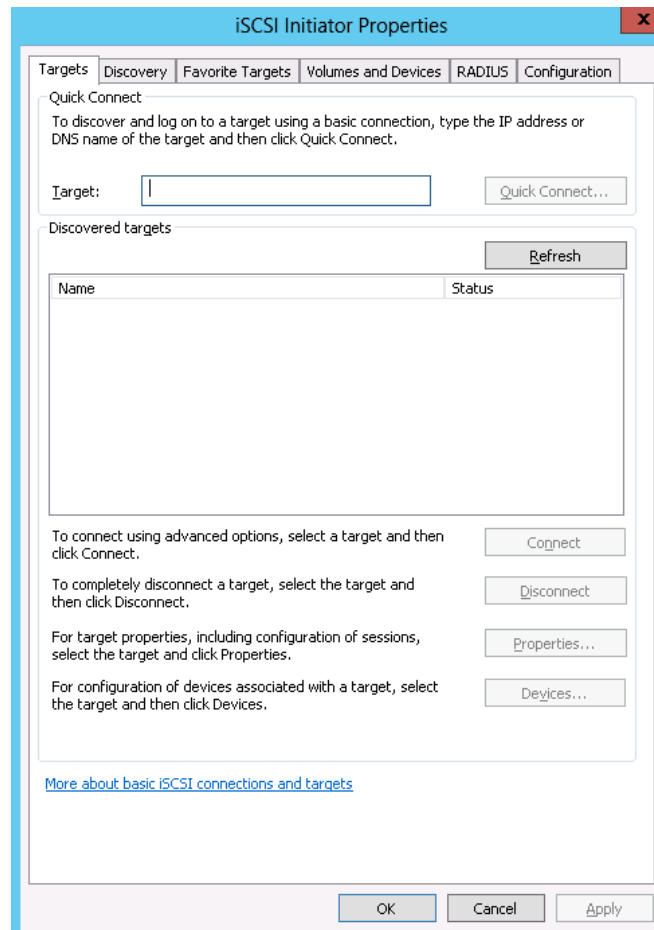 iSCSI Initiator Properties
x
Targets Discovery Favorite Targets Volumes and Devices RADIUS Configuration
Quick Connect
To discover and log on to a target using a basic connection, type the IP address or
DNS name of the target and then click Quick Connect.
Target:
Quick Connect...
Discovered targets
Refresh
Name Status
To connect using advanced options, select a target and then
click Connect.
Connect
To completely disconnect a target, select the target and
then click Disconnect.
Disconnect
For target properties, including configuration of sessions,
select the target and click Properties.
Properties...
For configuration of devices associated with a target, select
the target and then click Devices.
Devices...
More about basic iSCSI connections and targets
OK Cancel Apply